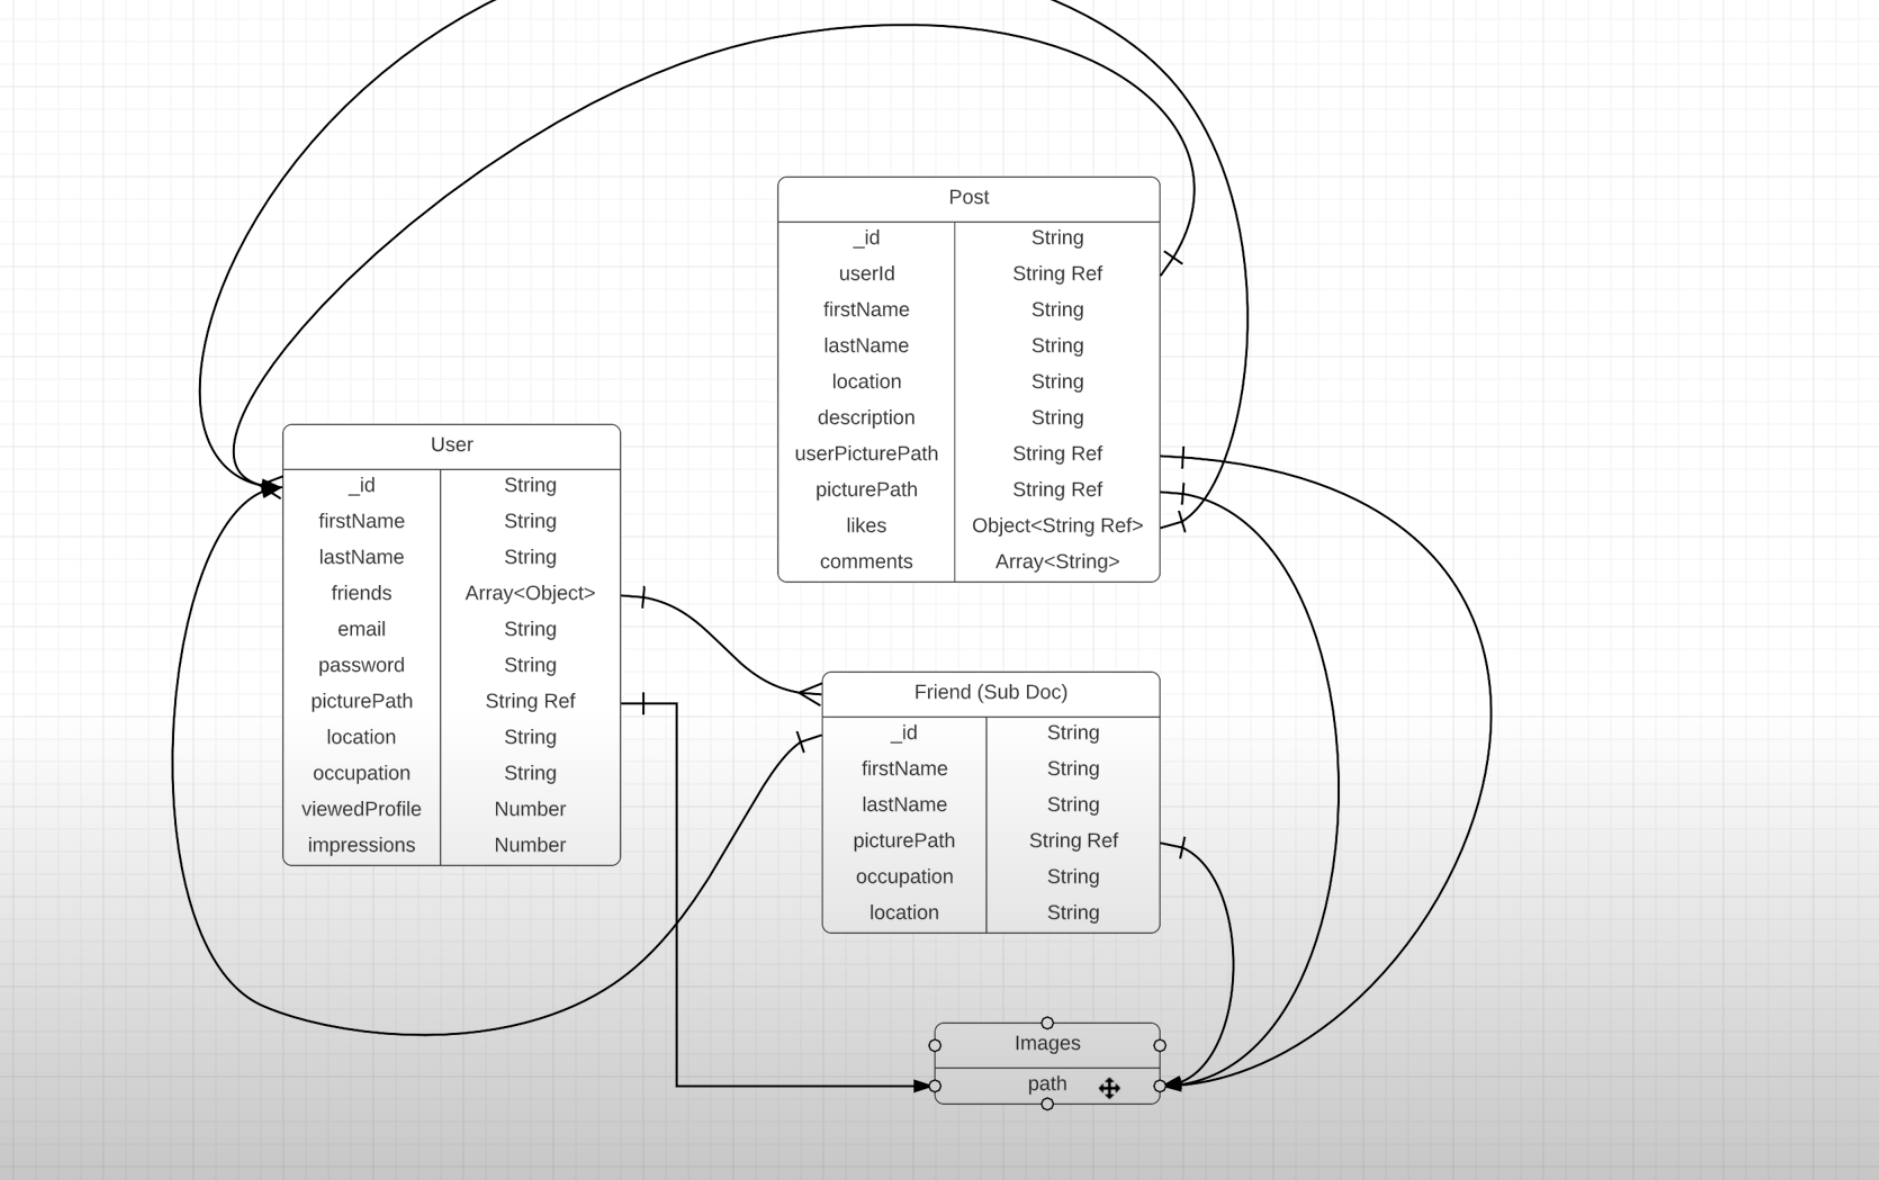 Post
_id String
userId String Ref
firstName String
lastName String
location String
description String
userPicturePath String Ref
picturePath String Ref
likes Object<String Ref>
comments Array<String>
User
_id String
firstName String
lastName String
friends Array<Object>
email String
password String
picturePath String Ref
location String
occupation String
viewedProfile Number
impressions Number
Friend (Sub Doc)
_id String
firstName String
lastName String
picturePath String Ref
occupation String
location String
Images
path